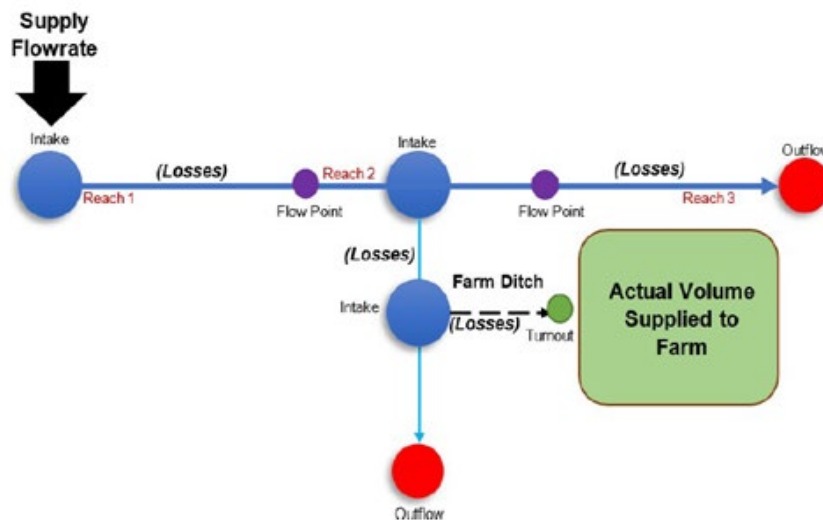 Supply
Flowrate
Intake
Intake
Outflow
(Losses)
Reach 2
(Losses)
Reach 1
Flow Point
Flow Point
Reach 3
(Losses)
Farm Ditch
Intake
(Losses)
Turnout
Actual Volume
Supplied to
Farm
Outflow